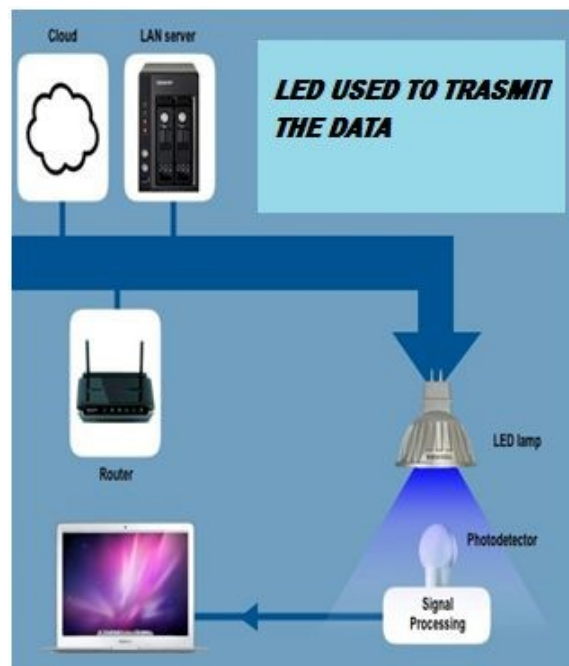 Cloud
LAN server
LED USED TO TRASMIT
THE DATA
Router
LED lamp
Photodetector
Signal
Processing